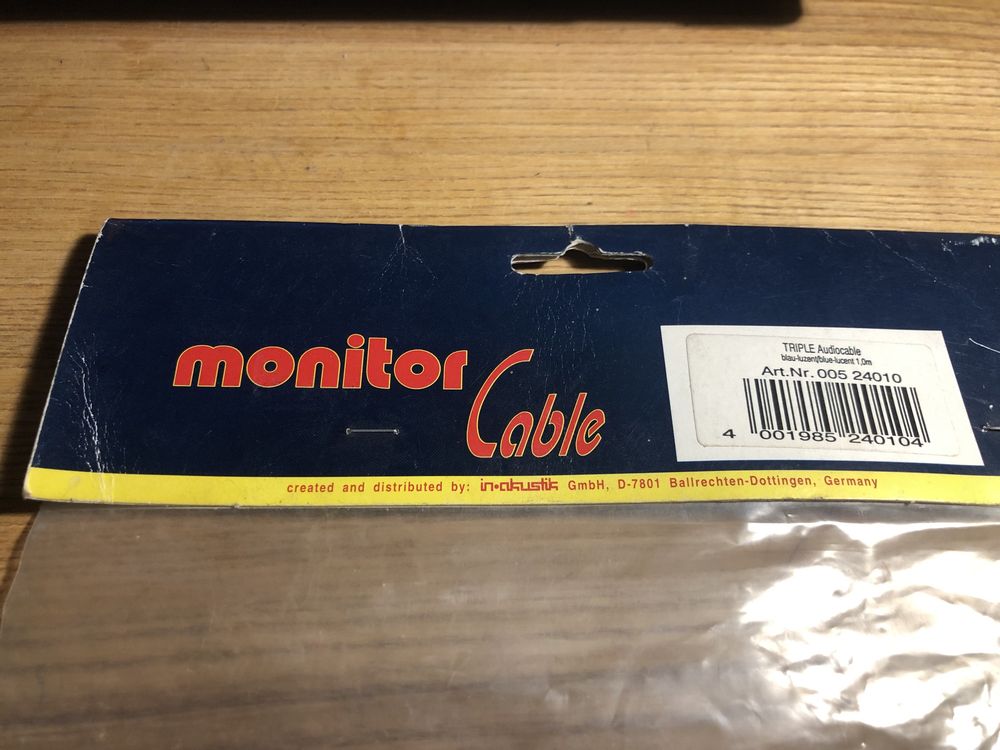 monitor
Cable
TRIPLE Audiocable
blau-luzent/blue-lucent 1,0m
Art.Nr. 005 24010
4 001985 240104
created and distributed by: in•akustik GmbH, D-7801 Ballrechten-Dottingen, Germany